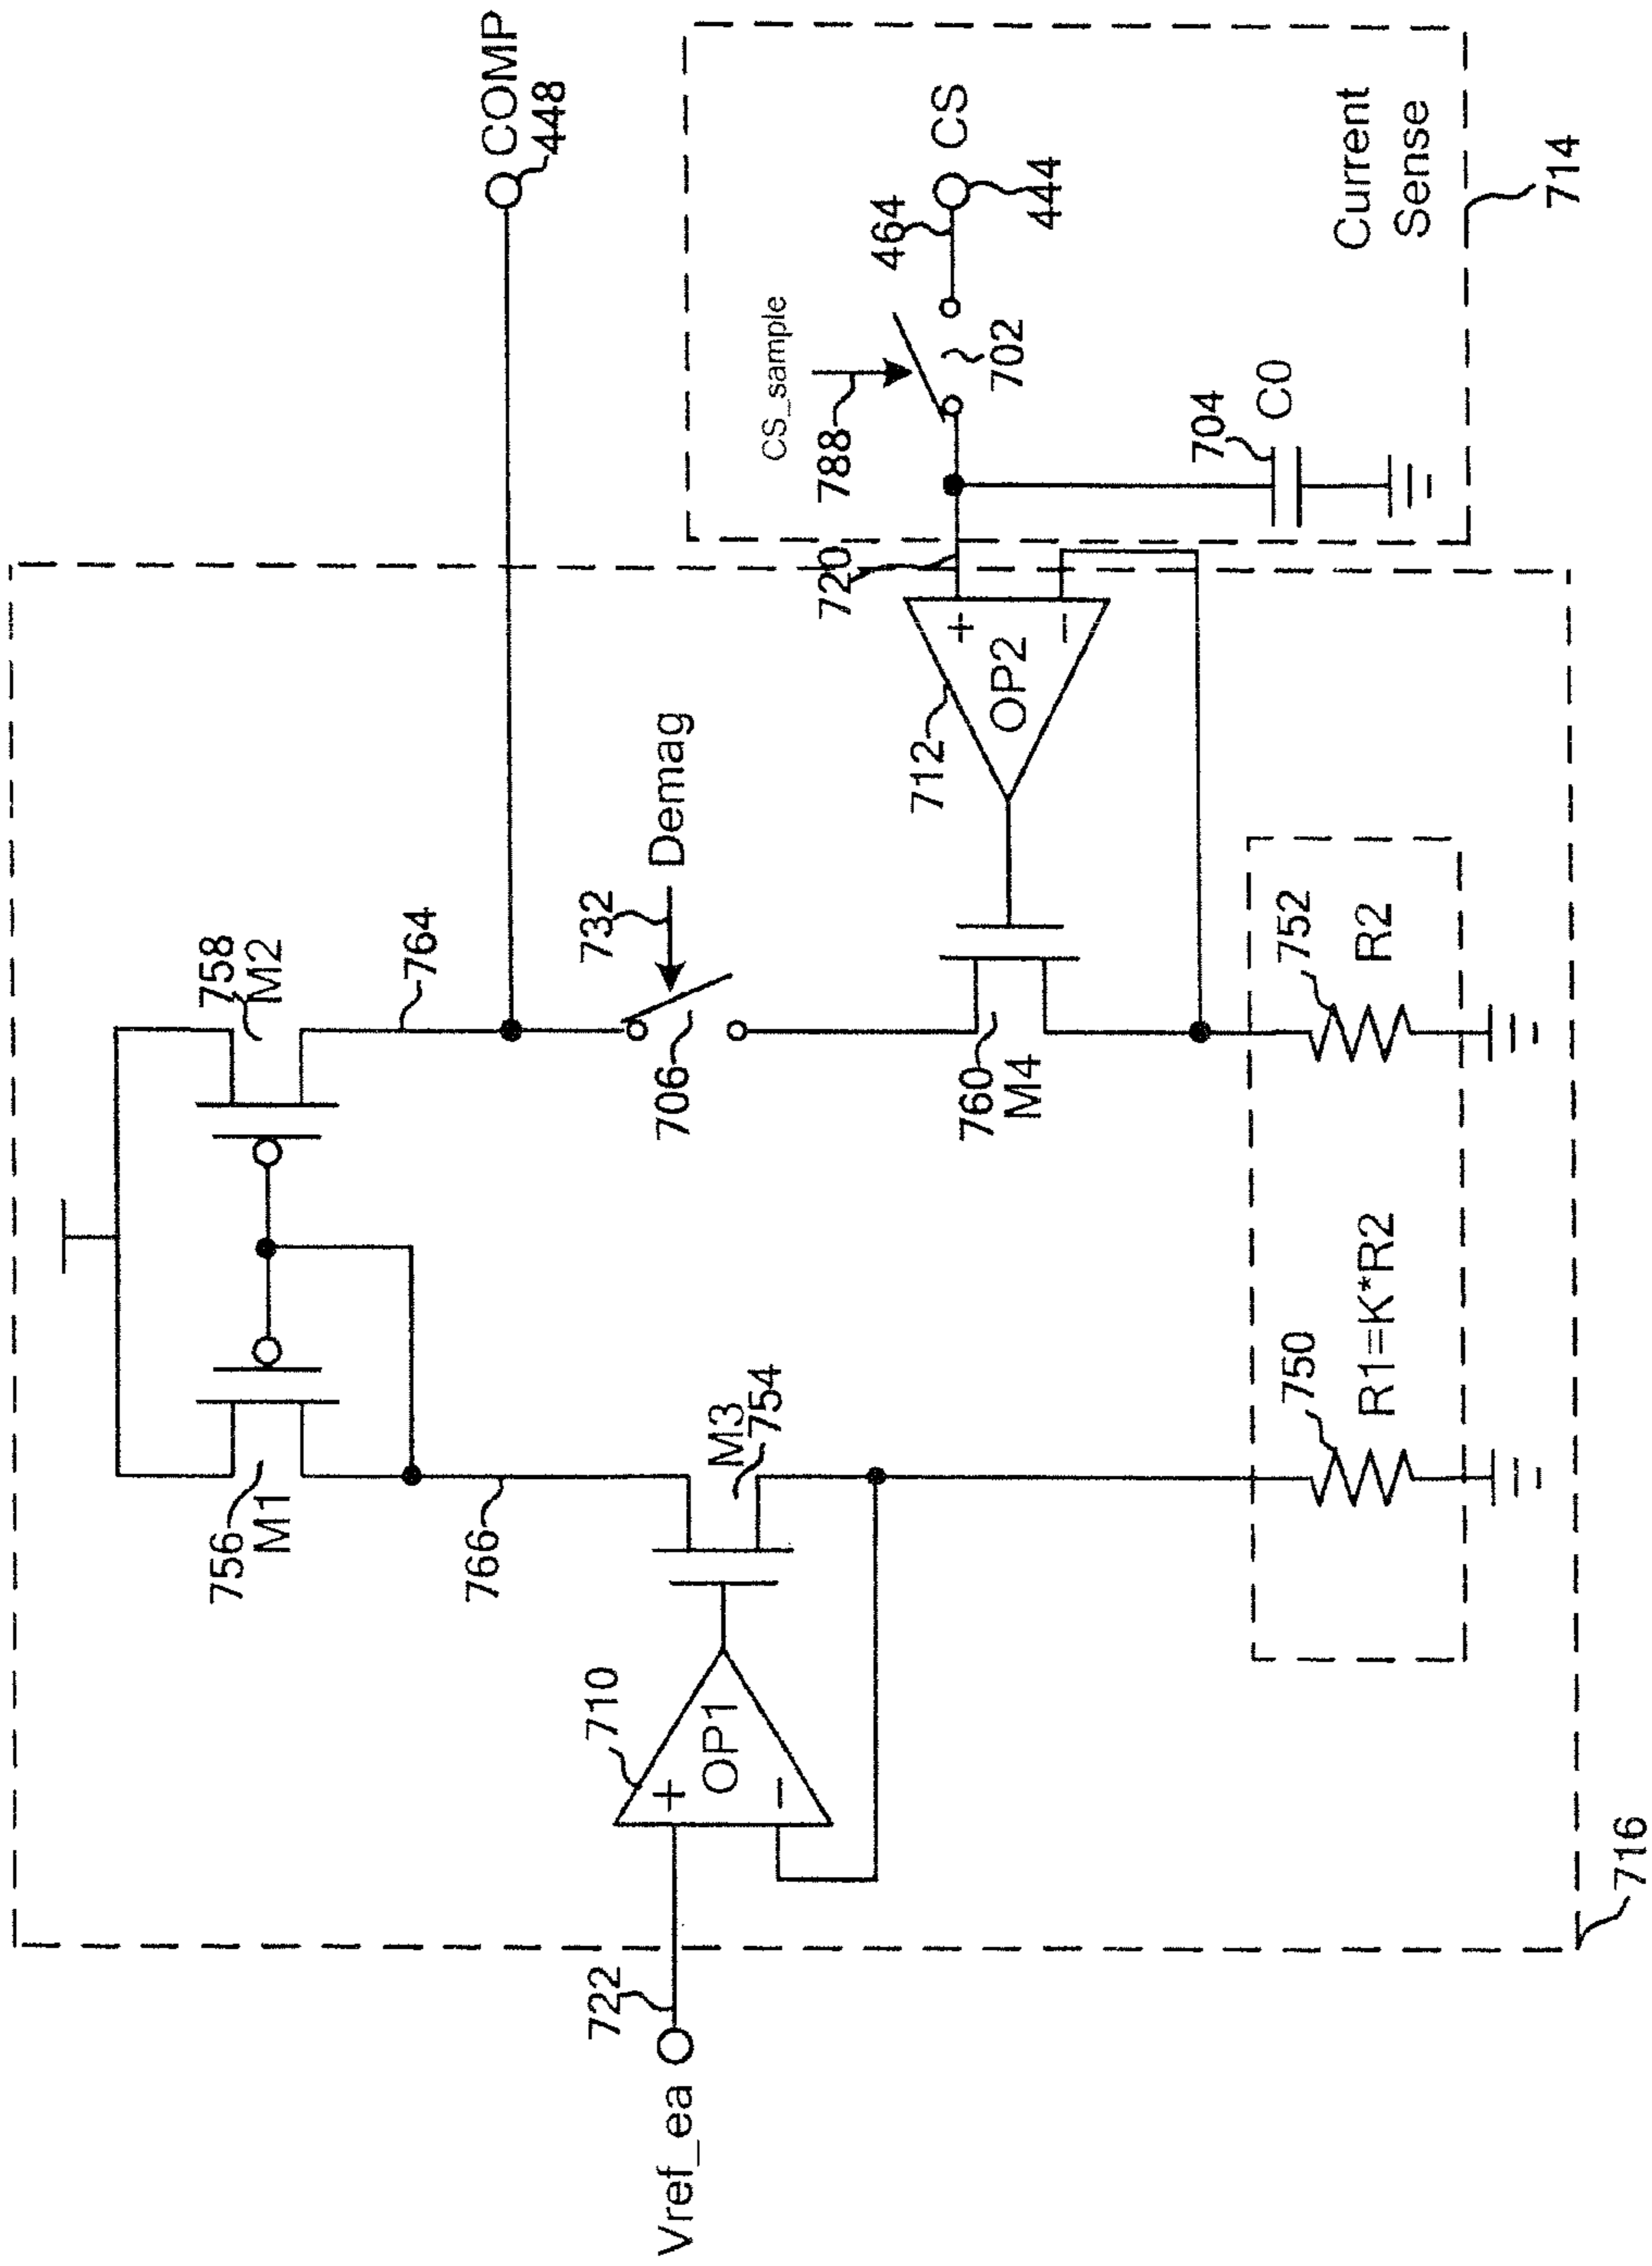 COMP
448
758
M2
764
756
M1
766
Demag
732
706
CS_sample
788
464
CS
444
702
720
OP2
+
−
712
704
C0
Current
Sense
714
710
OP1
+
−
M3
754
760
M4
Vref_ea
722
750
R1=K*R2
752
R2
716